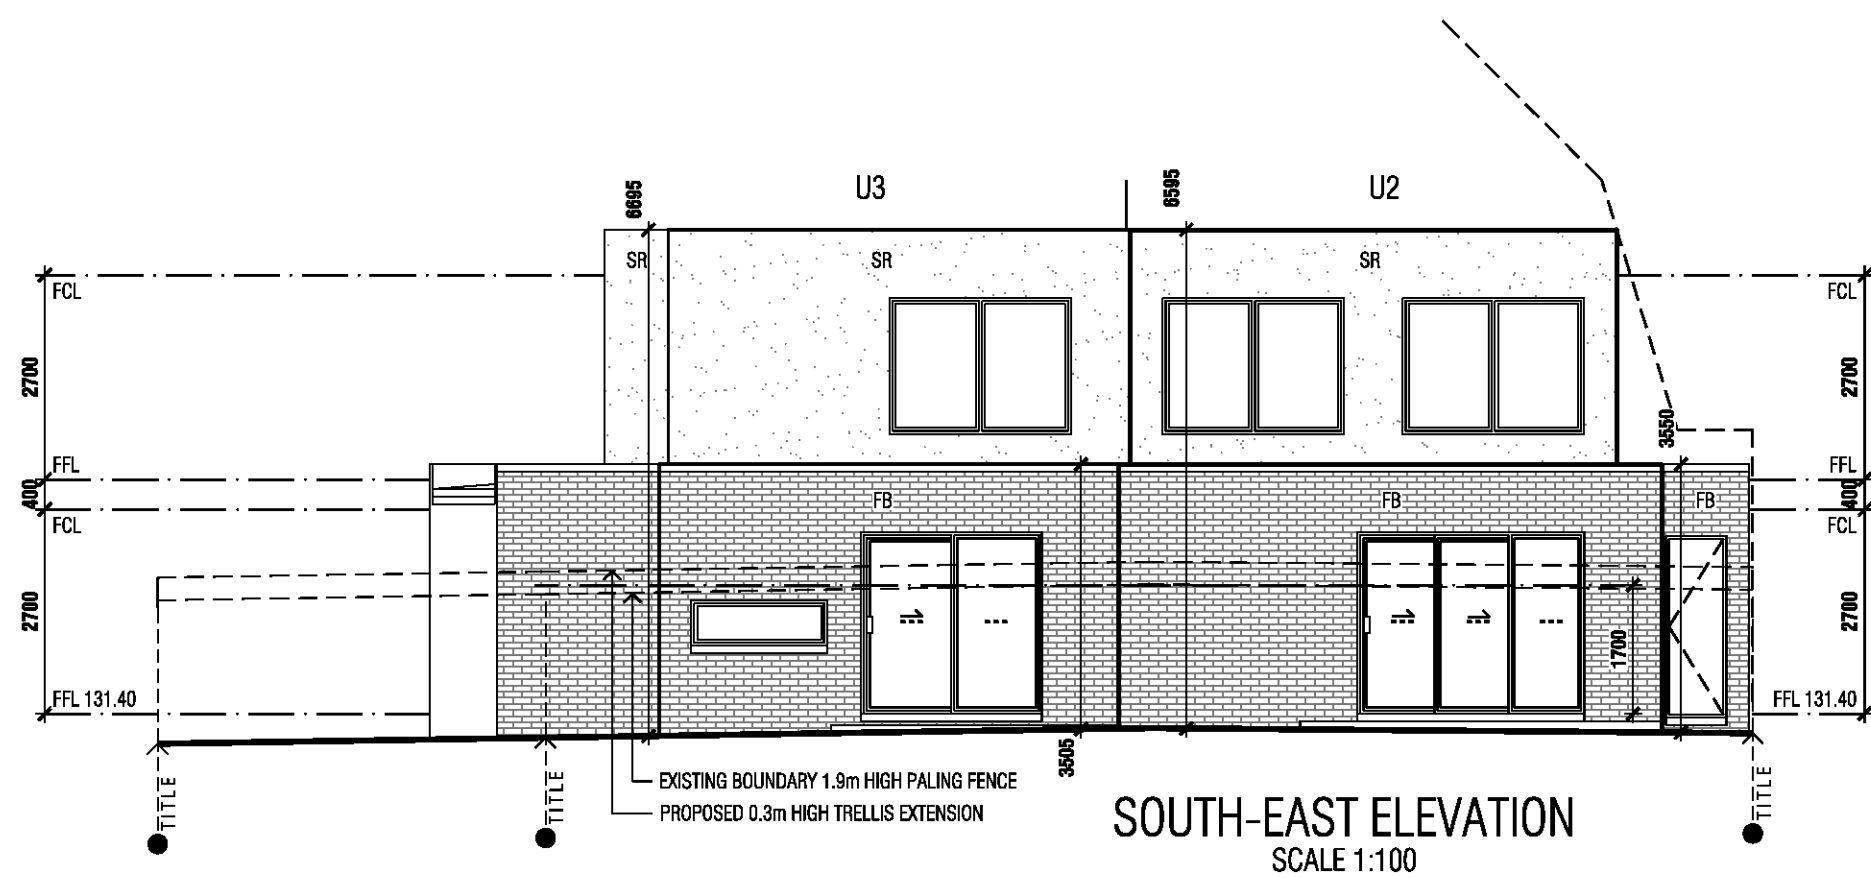 U3
U2
6695
6595
SR
SR
SR
FCL
FCL
2700
2700
3550
FFL
FFL
400
400
FB
FB
FB
FCL
FCL
2700
2700
1700
FFL 131.40
FFL 131.40
3505
TITLE
TITLE
TITLE
EXISTING BOUNDARY 1.9m HIGH PALING FENCE
PROPOSED 0.3m HIGH TRELLIS EXTENSION
SOUTH-EAST ELEVATION
SCALE 1:100